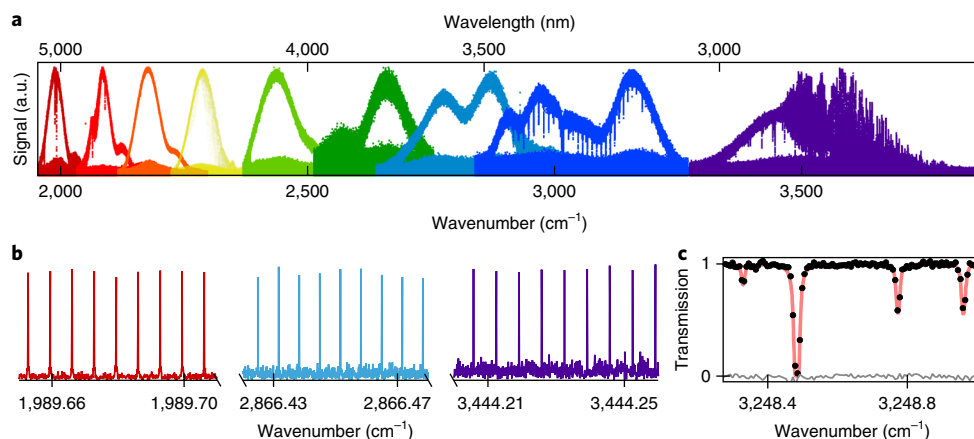 a
Wavelength (nm)
5,000 4,000 3,500 3,000
Signal (a.u.)
2,000 2,500 3,000 3,500
Wavenumber (cm⁻¹)
b
1,989.66 1,989.70 2,866.43 2,866.47 3,444.21 3,444.25
Wavenumber (cm⁻¹)
c
Transmission
1
0
3,248.4 3,248.8
Wavenumber (cm⁻¹)